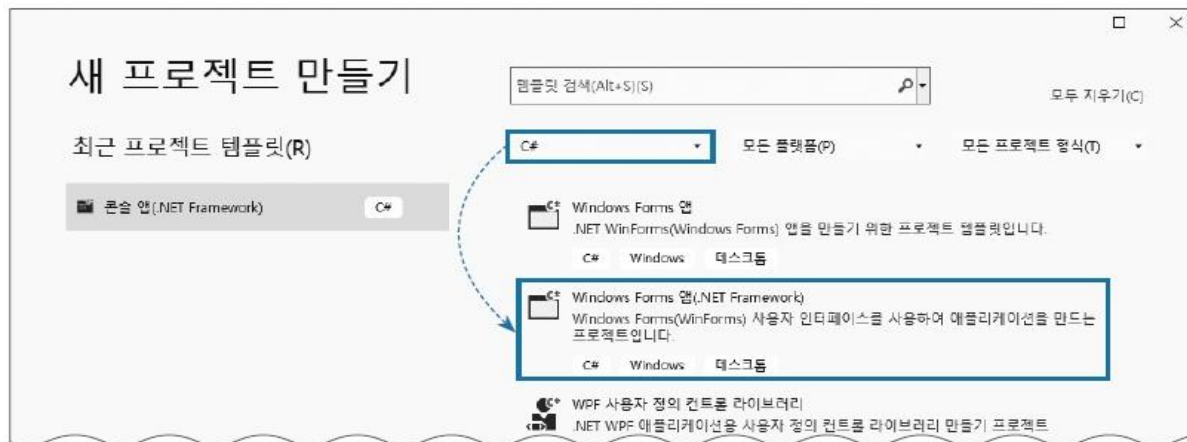 새 프로젝트 만들기
템플릿 검색(Alt+S)(S)
모두 지우기(C)
최근 프로젝트 템플릿(R)
C#
모든 플랫폼(P)
모든 프로젝트 형식(T)
콘솔 앱(.NET Framework)
C#
Windows Forms 앱
.NET WinForms(Windows Forms) 앱을 만들기 위한 프로젝트 템플릿입니다.
C# Windows 데스크톱
Windows Forms 앱(.NET Framework)
Windows Forms(WinForms) 사용자 인터페이스를 사용하여 애플리케이션을 만드는
프로젝트입니다.
C# Windows 데스크톱
WPF 사용자 정의 컨트롤 라이브러리
.NET WPF 애플리케이션용 사용자 정의 컨트롤 라이브러리 만들기 프로젝트